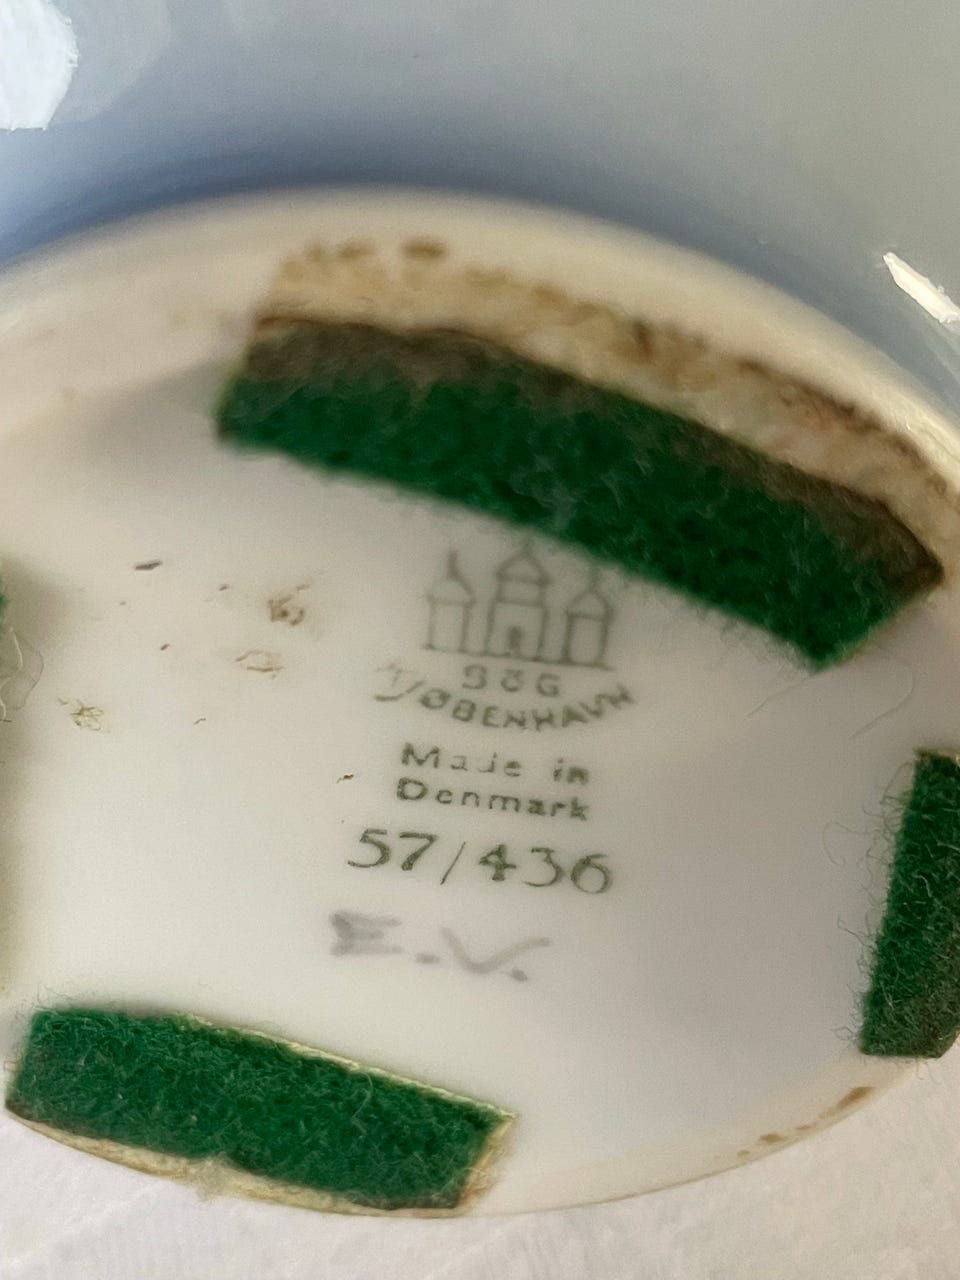 B&G
KJØBENHAVN
Made in
Denmark
57/436
E.V.